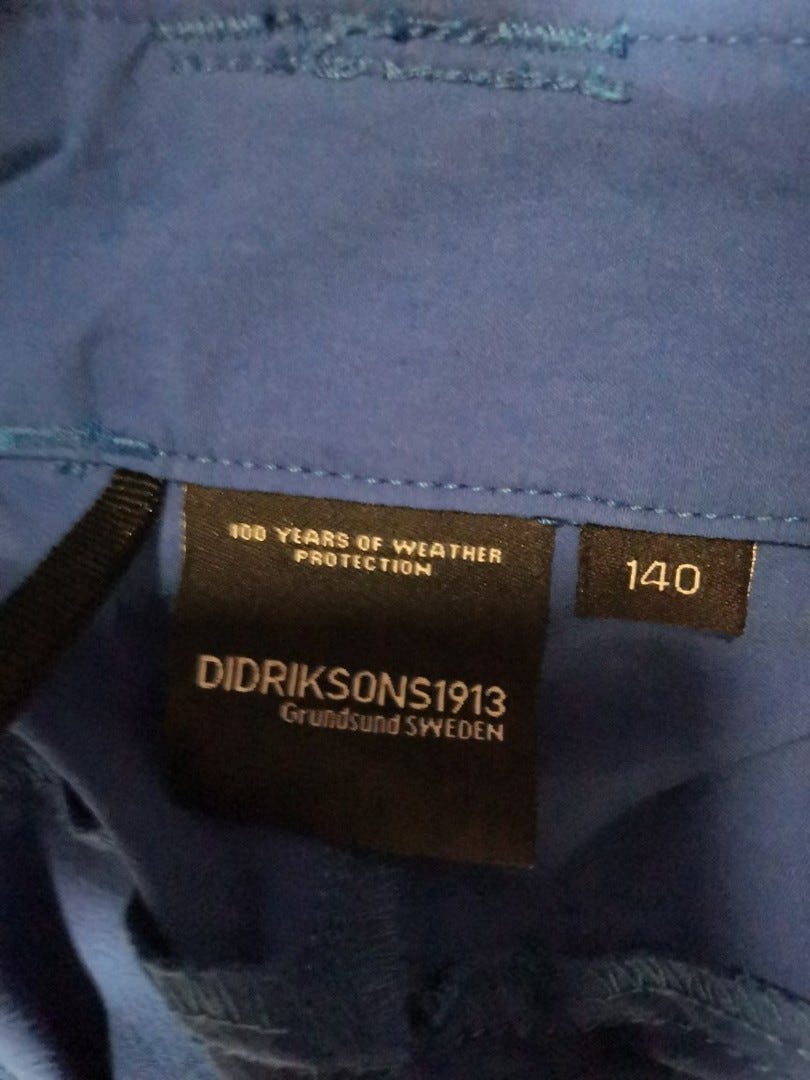 100 YEARS OF WEATHER
PROTECTION
DIDRIKSONS1913
Grundsund SWEDEN
140